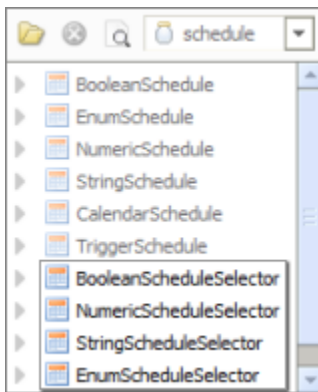 schedule
BooleanSchedule
EnumSchedule
NumericSchedule
StringSchedule
CalendarSchedule
TriggerSchedule
BooleanScheduleSelector
NumericScheduleSelector
StringScheduleSelector
EnumScheduleSelector